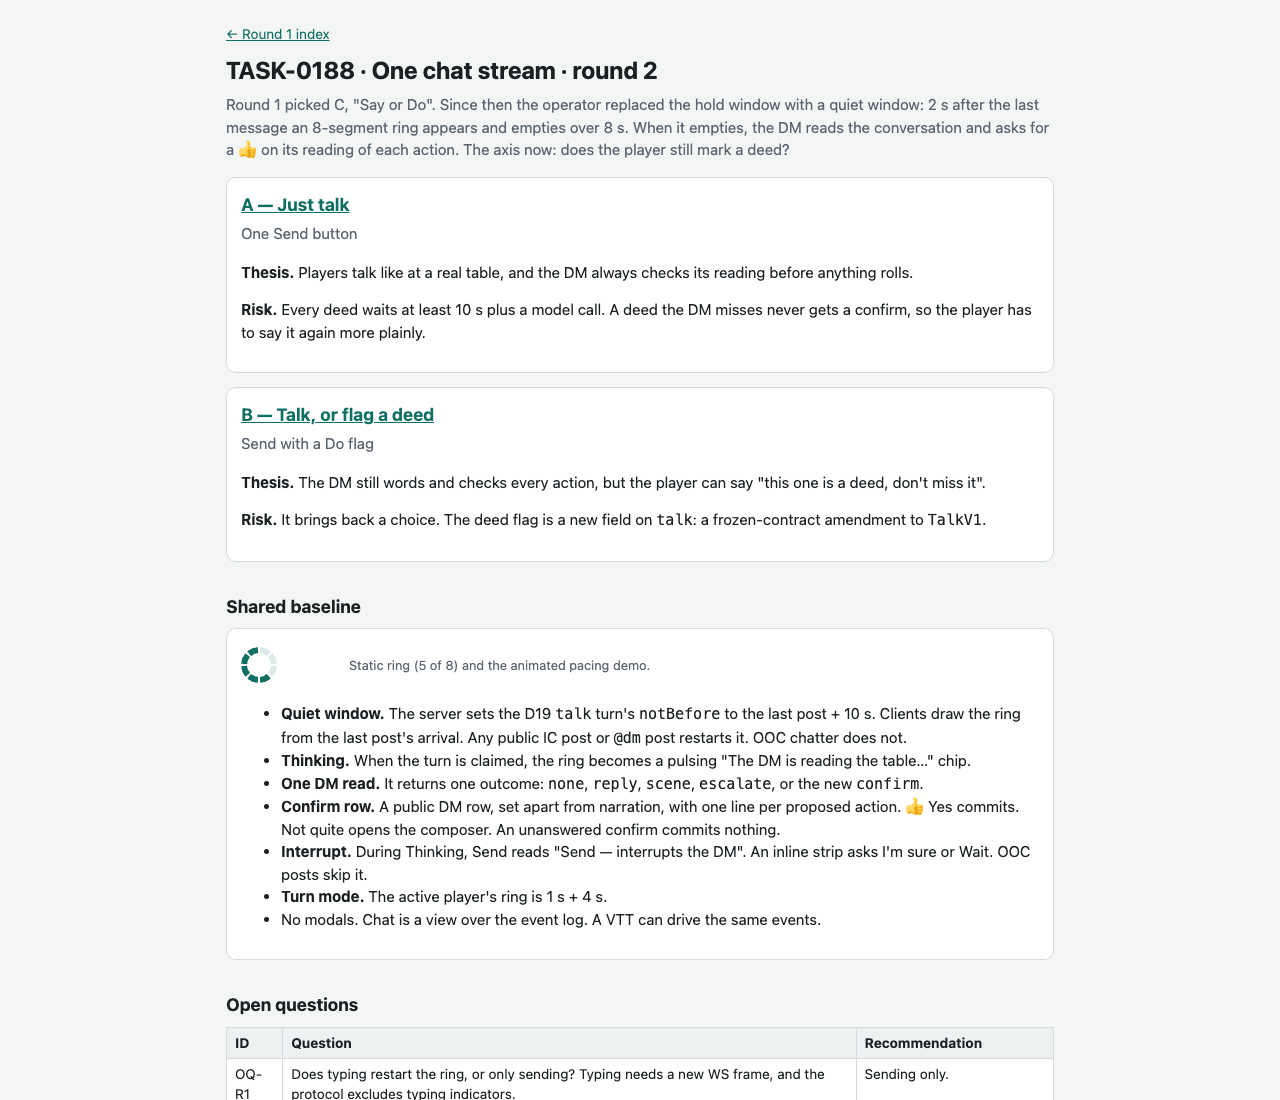 ← Round 1 index
TASK-0188 · One chat stream · round 2
Round 1 picked C, "Say or Do". Since then the operator replaced the hold window with a quiet window: 2 s after the last
message an 8-segment ring appears and empties over 8 s. When it empties, the DM reads the conversation and asks for
a 👍 on its reading of each action. The axis now: does the player still mark a deed?
A — Just talk
One Send button
Thesis. Players talk like at a real table, and the DM always checks its reading before anything rolls.
Risk. Every deed waits at least 10 s plus a model call. A deed the DM misses never gets a confirm, so the player has
to say it again more plainly.
B — Talk, or flag a deed
Send with a Do flag
Thesis. The DM still words and checks every action, but the player can say "this one is a deed, don't miss it".
Risk. It brings back a choice. The deed flag is a new field on talk: a frozen-contract amendment to TalkV1.
Shared baseline
Static ring (5 of 8) and the animated pacing demo.
• Quiet window. The server sets the D19 talk turn's notBefore to the last post + 10 s. Clients draw the ring
from the last post's arrival. Any public IC post or @dm post restarts it. OOC chatter does not.
• Thinking. When the turn is claimed, the ring becomes a pulsing "The DM is reading the table…" chip.
• One DM read. It returns one outcome: none, reply, scene, escalate, or the new confirm.
• Confirm row. A public DM row, set apart from narration, with one line per proposed action. 👍 Yes commits.
Not quite opens the composer. An unanswered confirm commits nothing.
• Interrupt. During Thinking, Send reads "Send — interrupts the DM". An inline strip asks I'm sure or Wait. OOC
posts skip it.
• Turn mode. The active player's ring is 1 s + 4 s.
• No modals. Chat is a view over the event log. A VTT can drive the same events.
Open questions
ID Question Recommendation
OQ- Does typing restart the ring, or only sending? Typing needs a new WS frame, and the Sending only.
R1 protocol excludes typing indicators.